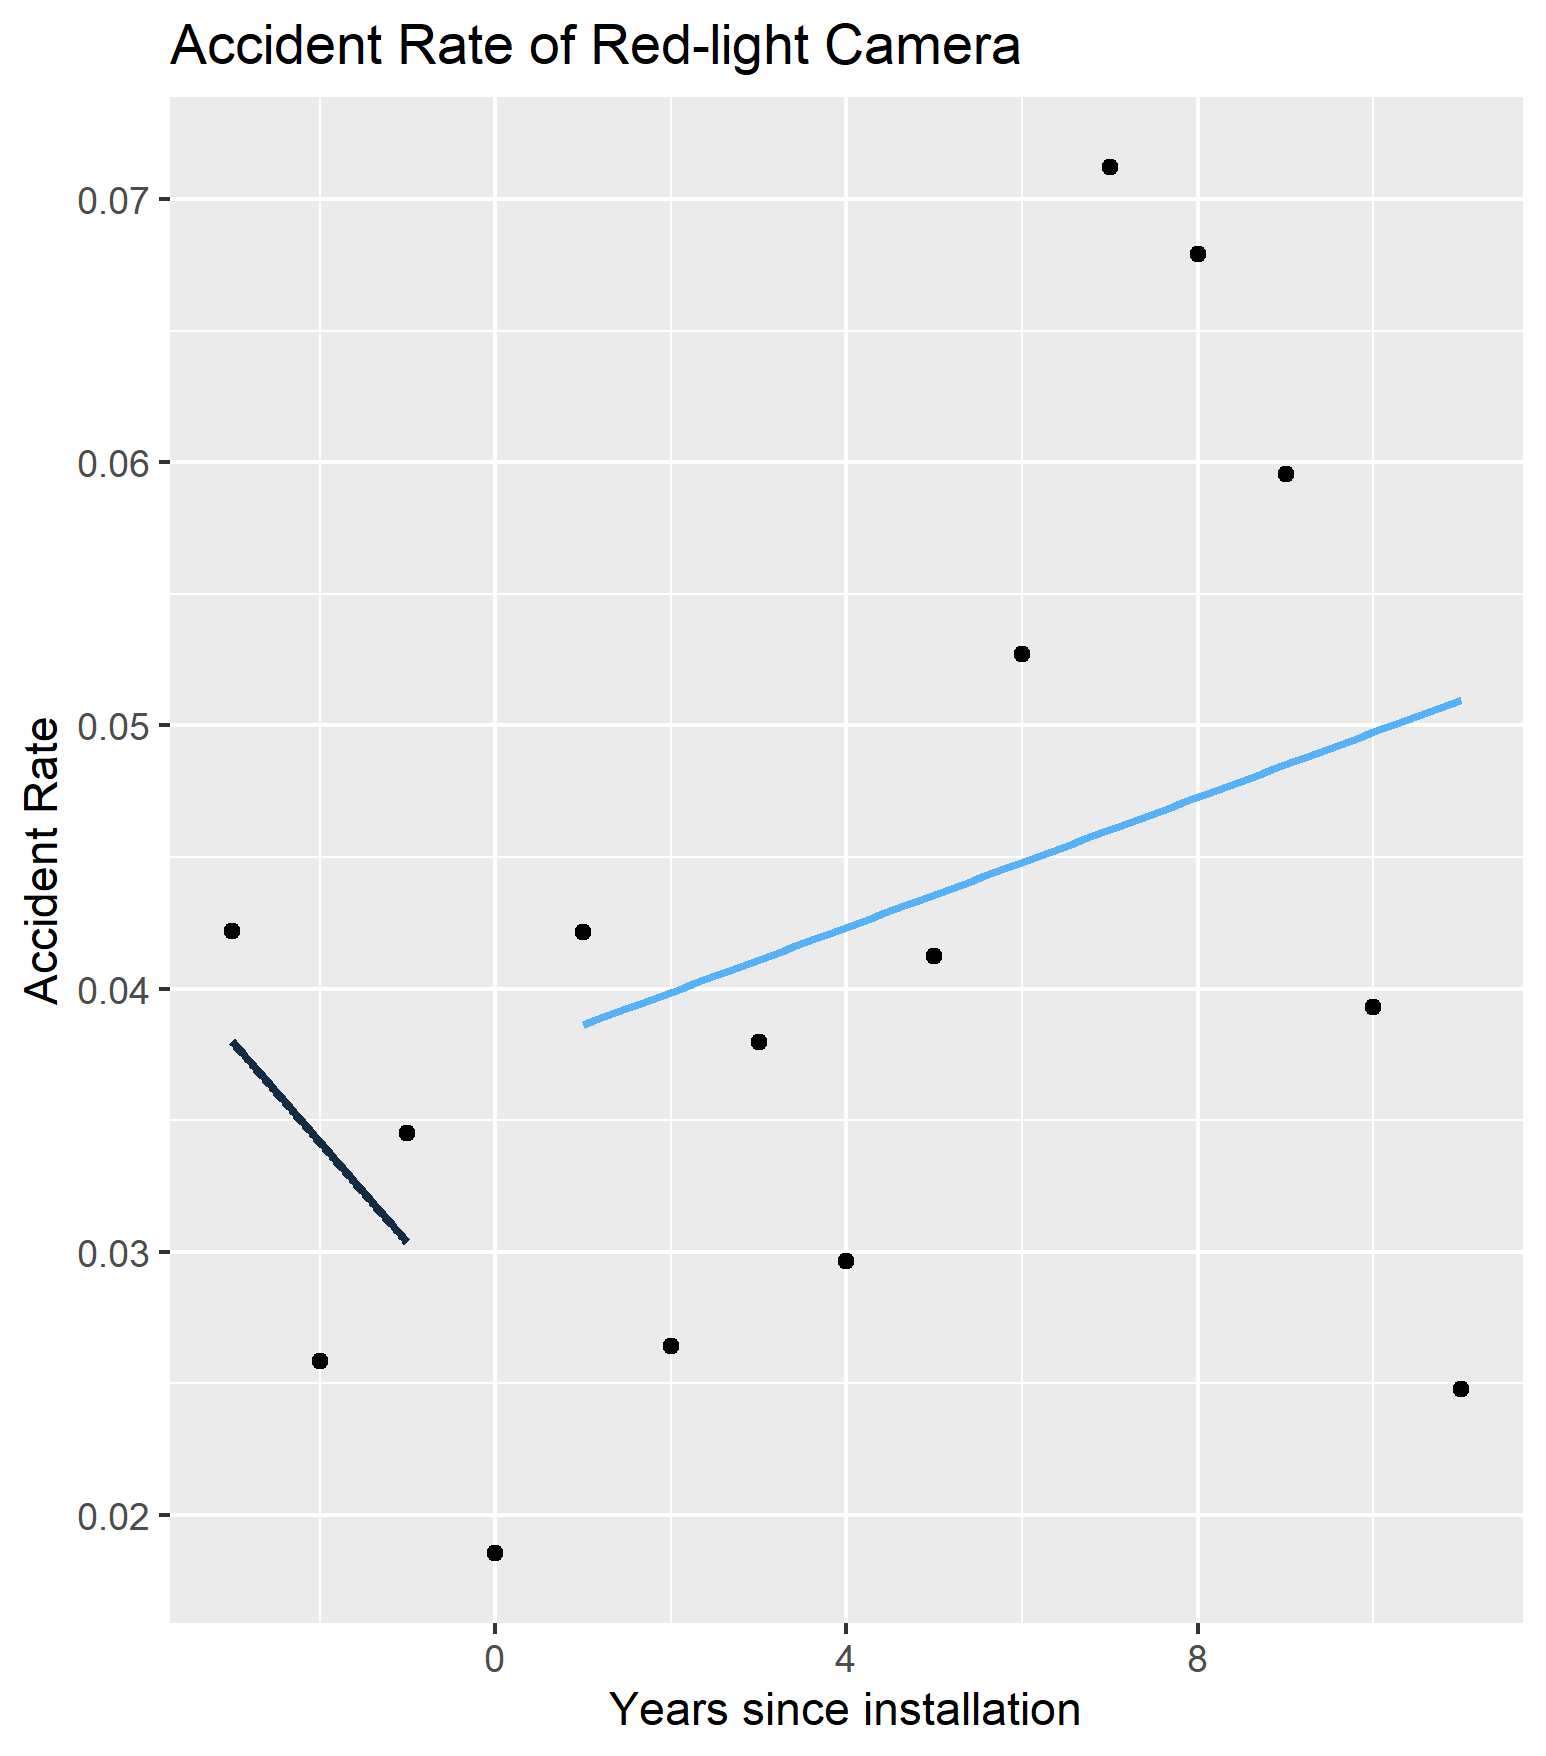 Accident Rate of Red-light Camera
0.07
0.06
0.05
0.04
0.03
0.02
Accident Rate
0 4 8
Years since installation